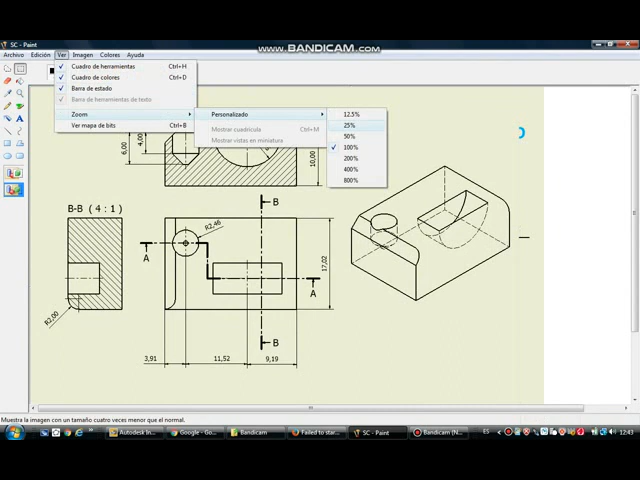 SC - Paint
www.BANDICAM.com
Archivo Edición Ver Imagen Colores Ayuda
Cuadro de herramientas Ctrl+H
Cuadro de colores Ctrl+D
Barra de estado
Barra de herramientas de texto
Zoom
Ver mapa de bits Ctrl+B
Personalizado
Mostrar cuadrícula Ctrl+M
Mostrar vistas en miniatura
12.5%
25%
50%
100%
200%
400%
800%
6,00
4,00
10,00
B-B ( 4 : 1 )
B
R2,46
A
17,02
A
R2,00
B
3,91
11,52
9,19
Muestra la imagen con un tamaño cuatro veces menor que el normal.
Autodesk In...
Google - Go...
Bandicam
Failed to star...
SC - Paint
Bandicam (N...
ES
12:43